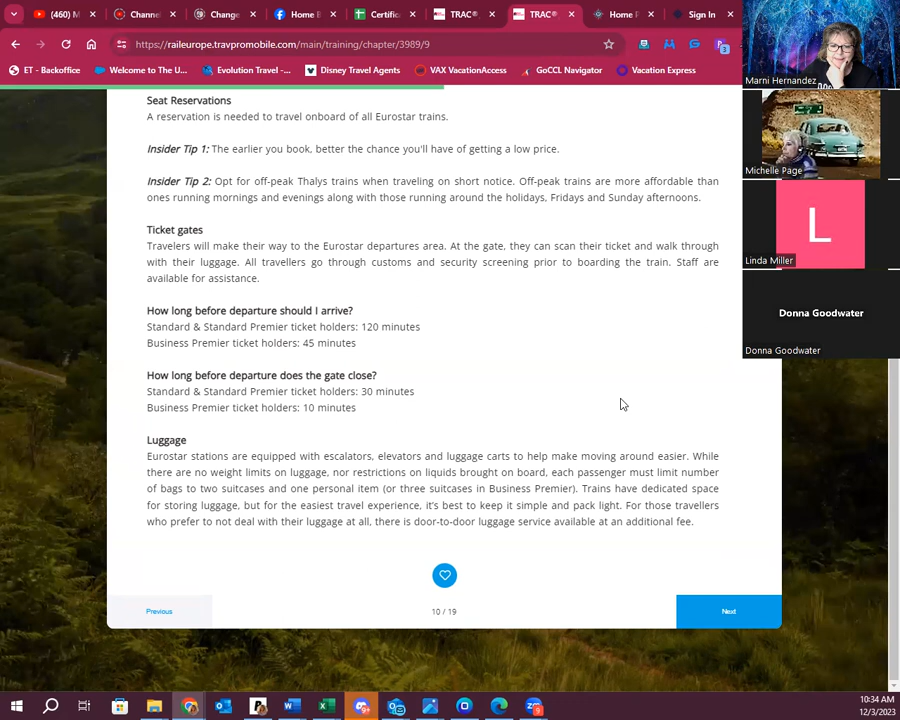 (460) M
Channel
Change
Home B
Certifica
TRAC®
TRAC®
Home P
Sign In
https://raileurope.travpromobile.com/main/training/chapter/3989/9
3
ET - Backoffice
Welcome to The U...
Evolution Travel -...
Disney Travel Agents
VAX VacationAccess
GoCCL Navigator
Vacation Express
Marni Hernandez
Michelle Page
L
Linda Miller
Donna Goodwater
Donna Goodwater
Seat Reservations
A reservation is needed to travel onboard of all Eurostar trains.
Insider Tip 1: The earlier you book, better the chance you'll have of getting a low price.
Insider Tip 2: Opt for off-peak Thalys trains when traveling on short notice. Off-peak trains are more affordable than
ones running mornings and evenings along with those running around the holidays, Fridays and Sunday afternoons.
Ticket gates
Travelers will make their way to the Eurostar departures area. At the gate, they can scan their ticket and walk through
with their luggage. All travellers go through customs and security screening prior to boarding the train. Staff are
available for assistance.
How long before departure should I arrive?
Standard & Standard Premier ticket holders: 120 minutes
Business Premier ticket holders: 45 minutes
How long before departure does the gate close?
Standard & Standard Premier ticket holders: 30 minutes
Business Premier ticket holders: 10 minutes
Luggage
Eurostar stations are equipped with escalators, elevators and luggage carts to help make moving around easier. While
there are no weight limits on luggage, nor restrictions on liquids brought on board, each passenger must limit number
of bags to two suitcases and one personal item (or three suitcases in Business Premier). Trains have dedicated space
for storing luggage, but for the easiest travel experience, it's best to keep it simple and pack light. For those travellers
who prefer to not deal with their luggage at all, there is door-to-door luggage service available at an additional fee.
Previous
10 / 19
Next
10:34 AM
12/3/2023